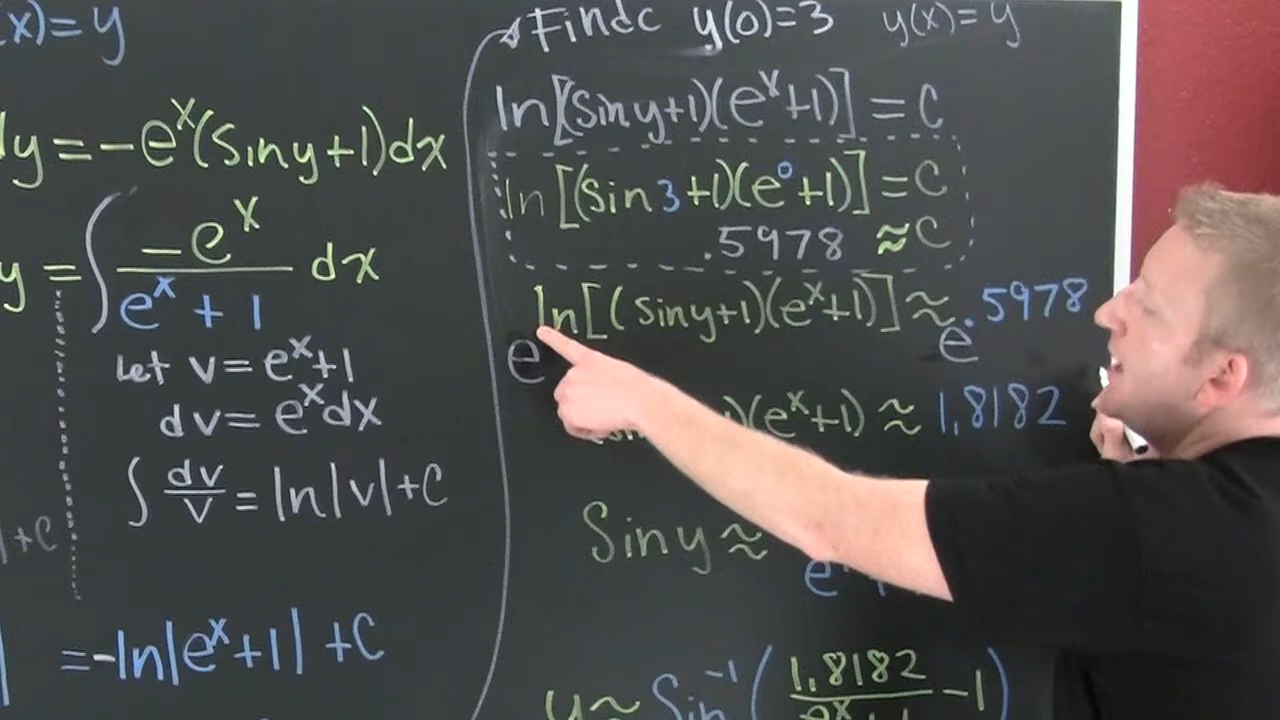 (x)=y
dy=-e^x(Siny+1)dx
y = ∫ -e^x / (e^x + 1) dx
Let v= e^x+1
dv= e^x dx
∫ dv/v = ln|v|+C
|+C
| =-ln|e^x+1| +C
Find c y(0)=3 y(x)=y
ln[(Siny+1)(e^x+1)] = C
ln[(Sin3+1)(e^0+1)] = C
.5978 ≈ C
e^ln[(siny+1)(e^x+1)] ≈ e^.5978
)(e^x+1) ≈ 1.8182
Siny ≈
e
y ≈ Sin^-1(1.8182 / (e^x+1) -1)